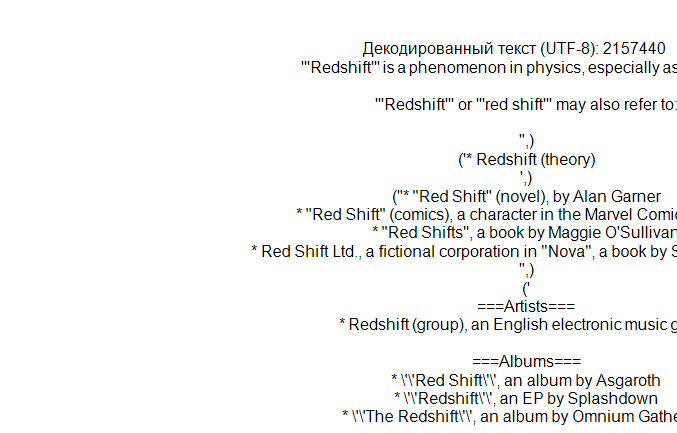 Декодированный текст (UTF-8): 2157440
'''Redshift''' is a phenomenon in physics, especially as
'''Redshift''' or '''red shift''' may also refer to:
",)
('* Redshift (theory)
',)
("* "Red Shift" (novel), by Alan Garner
* "Red Shift" (comics), a character in the Marvel Comic
* "Red Shifts", a book by Maggie O'Sullivan
* Red Shift Ltd., a fictional corporation in "Nova", a book by S
",)
('
===Artists===
* Redshift (group), an English electronic music g
===Albums===
* \'\'Red Shift\'\', an album by Asgaroth
* \'\'Redshift\'\', an EP by Splashdown
* \'\'The Redshift\'\', an album by Omnium Gathe